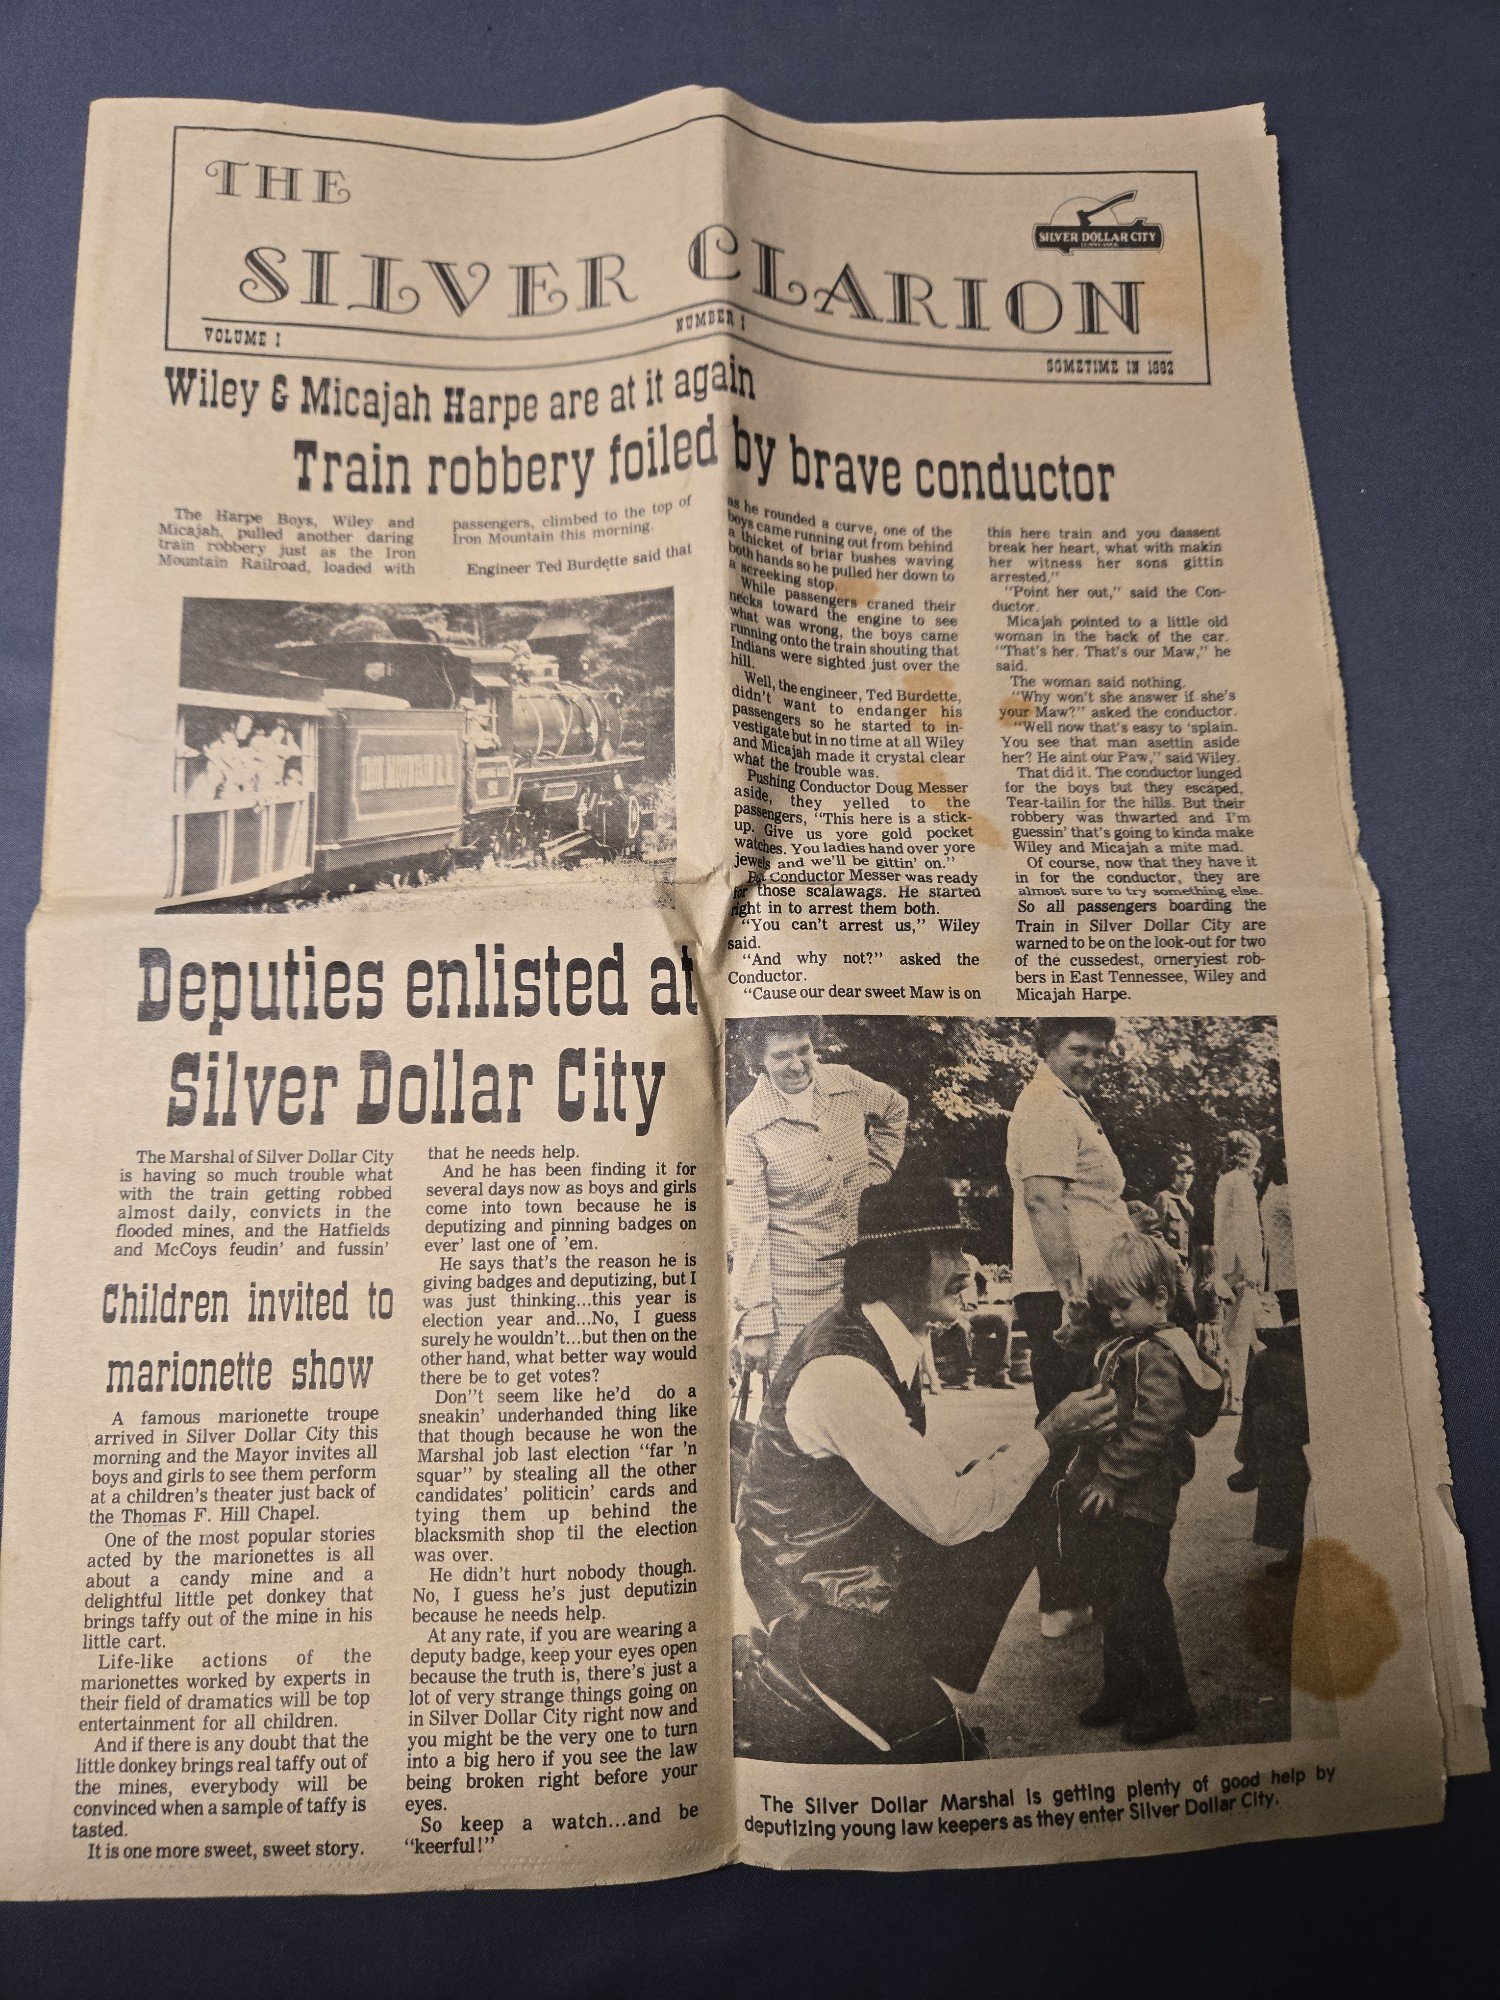 THE
SILVER CLARION
SILVER DOLLAR CITY
TENNESSEE
VOLUME I
NUMBER I
SOMETIME IN 1882
Wiley & Micajah Harpe are at it again
Train robbery foiled by brave conductor
The Harpe Boys, Wiley and
Micajah, pulled another daring
train robbery just as the Iron
Mountain Railroad, loaded with
passengers, climbed to the top of
Iron Mountain this morning.
Engineer Ted Burdette said that
as he rounded a curve, one of the
boys came running out from behind
a thicket of briar bushes waving
both hands so he pulled her down to
a screeking stop.
While passengers craned their
necks toward the engine to see
what was wrong, the boys came
running onto the train shouting that
Indians were sighted just over the
hill.
Well, the engineer, Ted Burdette,
didn't want to endanger his
passengers so he started to in-
vestigate but in no time at all Wiley
and Micajah made it crystal clear
what the trouble was.
Pushing Conductor Doug Messer
aside, they yelled to the
passengers, "This here is a stick-
up. Give us yore gold pocket
watches. You ladies hand over yore
jewels and we'll be gittin' on."
But Conductor Messer was ready
for those scalawags. He started
right in to arrest them both.
"You can't arrest us," Wiley
said.
"And why not?" asked the
Conductor.
"Cause our dear sweet Maw is on
this here train and you dassent
break her heart, what with makin
her witness her sons gittin
arrested."
"Point her out," said the Con-
ductor.
Micajah pointed to a little old
woman in the back of the car.
"That's her. That's our Maw," he
said.
The woman said nothing.
"Why won't she answer if she's
your Maw?" asked the conductor.
"Well now that's easy to 'splain.
You see that man asettin aside
her? He aint our Paw," said Wiley.
That did it. The conductor lunged
for the boys but they escaped,
Tear-tailin for the hills. But their
robbery was thwarted and I'm
guessin' that's going to kinda make
Wiley and Micajah a mite mad.
Of course, now that they have it
in for the conductor, they are
almost sure to try something else.
So all passengers boarding the
Train in Silver Dollar City are
warned to be on the look-out for two
of the cussedest, orneryiest rob-
bers in East Tennessee, Wiley and
Micajah Harpe.
Deputies enlisted at
Silver Dollar City
The Marshal of Silver Dollar City
is having so much trouble what
with the train getting robbed
almost daily, convicts in the
flooded mines, and the Hatfields
and McCoys feudin' and fussin'
that he needs help.
And he has been finding it for
several days now as boys and girls
come into town because he is
deputizing and pinning badges on
ever' last one of 'em.
He says that's the reason he is
giving badges and deputizing, but I
was just thinking...this year is
election year and...No, I guess
surely he wouldn't...but then on the
other hand, what better way would
there be to get votes?
Don"t seem like he'd do a
sneakin' underhanded thing like
that though because he won the
Marshal job last election "far 'n
squar" by stealing all the other
candidates' politicin' cards and
tying them up behind the
blacksmith shop til the election
was over.
He didn't hurt nobody though.
No, I guess he's just deputizin
because he needs help.
At any rate, if you are wearing a
deputy badge, keep your eyes open
because the truth is, there's just a
lot of very strange things going on
in Silver Dollar City right now and
you might be the very one to turn
into a big hero if you see the law
being broken right before your
eyes.
So keep a watch...and be
"keerful!"
Children invited to
marionette show
A famous marionette troupe
arrived in Silver Dollar City this
morning and the Mayor invites all
boys and girls to see them perform
at a children's theater just back of
the Thomas F. Hill Chapel.
One of the most popular stories
acted by the marionettes is all
about a candy mine and a
delightful little pet donkey that
brings taffy out of the mine in his
little cart.
Life-like actions of the
marionettes worked by experts in
their field of dramatics will be top
entertainment for all children.
And if there is any doubt that the
little donkey brings real taffy out of
the mines, everybody will be
convinced when a sample of taffy is
tasted.
It is one more sweet, sweet story.
The Silver Dollar Marshal is getting plenty of good help by
deputizing young law keepers as they enter Silver Dollar City.